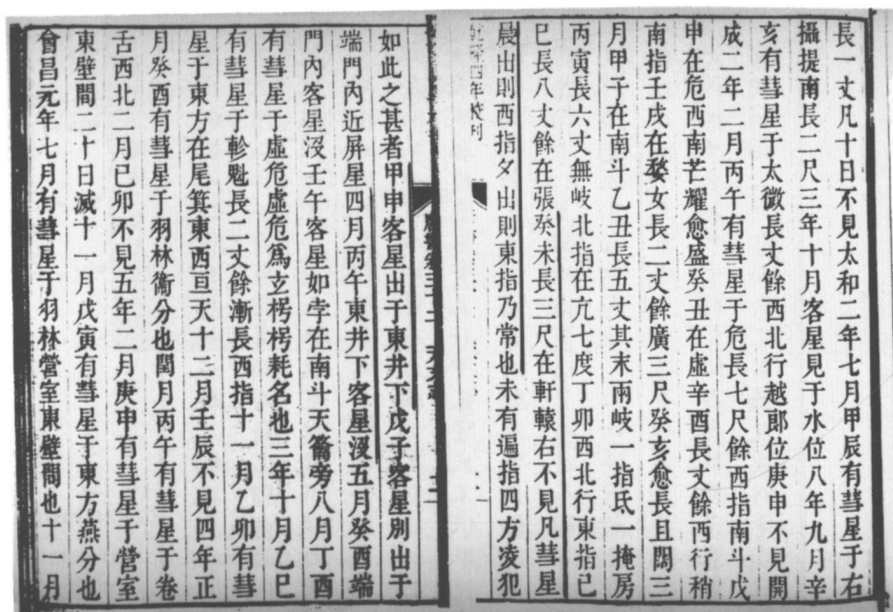 長一丈凡十日不見太和二年七月甲辰有彗星于右
攝提南長二尺三年十月客星見于水位八年九月辛
亥有彗星于太微長丈餘西北行越郎位庚申不見開
成二年二月丙午有彗星于危長七尺餘西指南斗戊
申在危西南芒耀愈盛癸丑在虛辛酉長丈餘西行稍
南指壬戌在婺女長二丈餘廣三尺癸亥愈長且闊三
月甲子在南斗乙丑長五丈其末兩岐一指氐一掩房
丙寅長六丈無岐北指在亢七度丁卯西北行東指己
巳長八丈餘在張癸未長三尺在軒轅右不見凡彗星
晨出則西指夕出則東指乃常也未有遍指四方凌犯
如此之甚者甲申客星出于東井下戊子客星別出于
端門內近屏星四月丙午東井下客星沒五月癸酉端
門內客星沒壬午客星如孛在南斗天籥旁八月丁酉
有彗星于虛危虛危為玄枵枵耗名也三年十月乙巳
有彗星于軫魁長二丈餘漸長西指十一月乙卯有彗
星于東方在尾箕東西亘天十二月壬辰不見四年正
月癸酉有彗星于羽林衞分也閏月丙午有彗星于卷
舌西北二月己卯不見五年二月庚申有彗星于營室
東壁間二十日滅十一月戊寅有彗星于東方燕分也
會昌元年七月有彗星于羽林營室東壁間也十一月